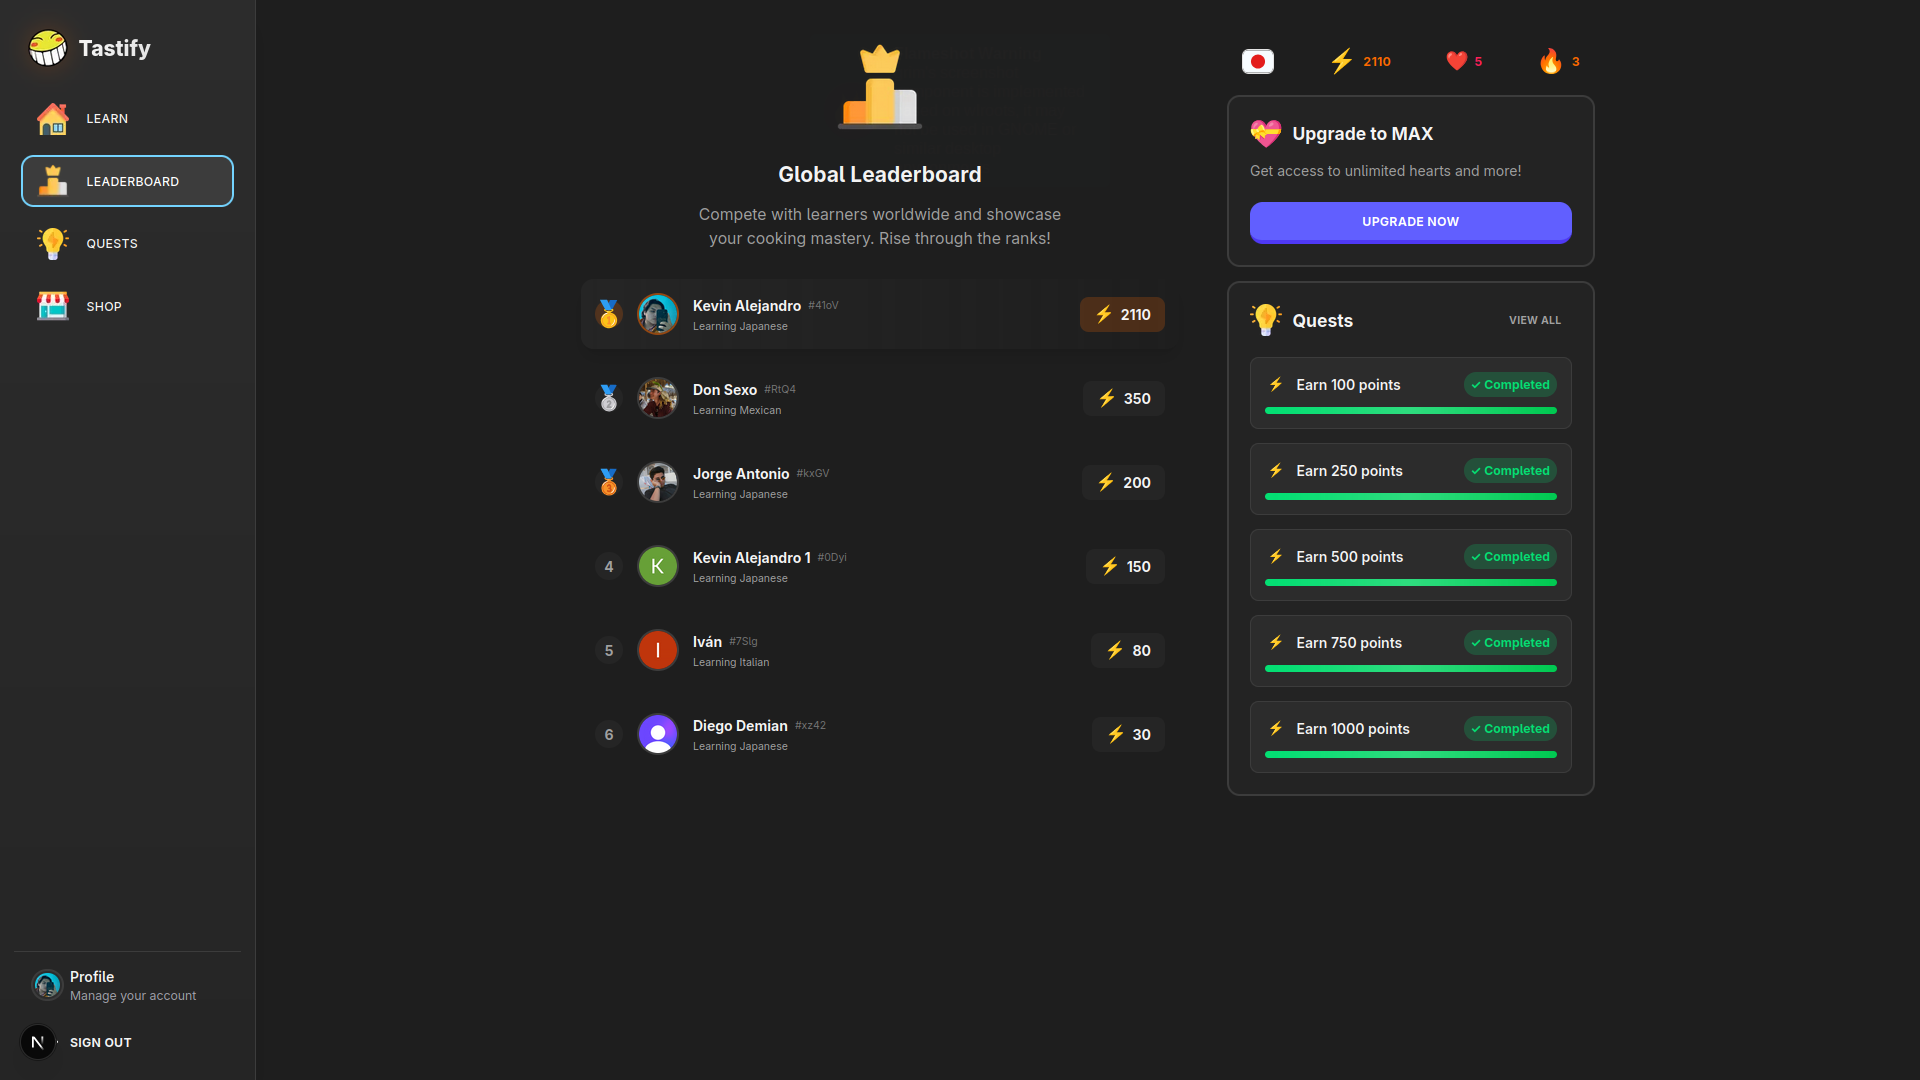 Tastify
LEARN
LEADERBOARD
QUESTS
SHOP
Profile
Manage your account
N
SIGN OUT
Global Leaderboard
Compete with learners worldwide and showcase
your cooking mastery. Rise through the ranks!
Kevin Alejandro #41oV
Learning Japanese
2110
2
Don Sexo #RtQ4
Learning Mexican
350
3
Jorge Antonio #kxGV
Learning Japanese
200
4
K
Kevin Alejandro 1 #0Dyi
Learning Japanese
150
5
I
Iván #7Slg
Learning Italian
80
6
Diego Demian #xz42
Learning Japanese
30
2110
5
3
Upgrade to MAX
Get access to unlimited hearts and more!
UPGRADE NOW
Quests
VIEW ALL
Earn 100 points
✓ Completed
Earn 250 points
✓ Completed
Earn 500 points
✓ Completed
Earn 750 points
✓ Completed
Earn 1000 points
✓ Completed